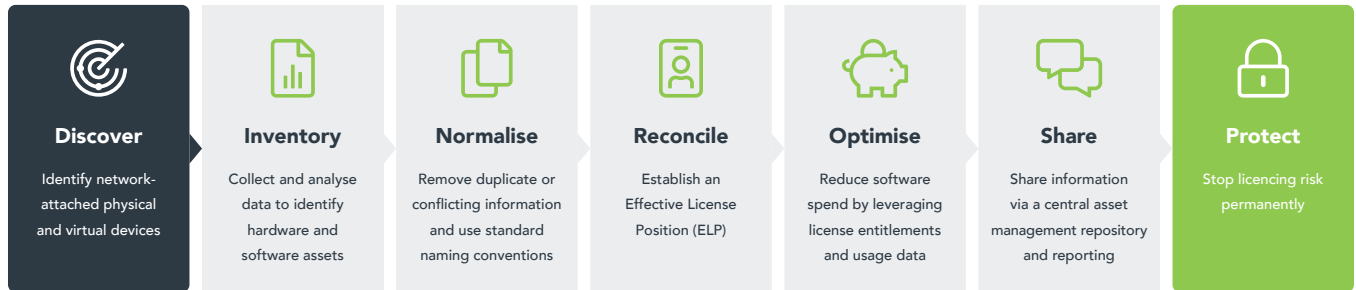 Discover
Identify network-
attached physical
and virtual devices
Inventory
Collect and analyse
data to identify
hardware and
software assets
Normalise
Remove duplicate or
conflicting information
and use standard
naming conventions
Reconcile
Establish an
Effective License
Position (ELP)
Optimise
Reduce software
spend by leveraging
license entitlements
and usage data
Share
Share information
via a central asset
management repository
and reporting
Protect
Stop licencing risk
permanently